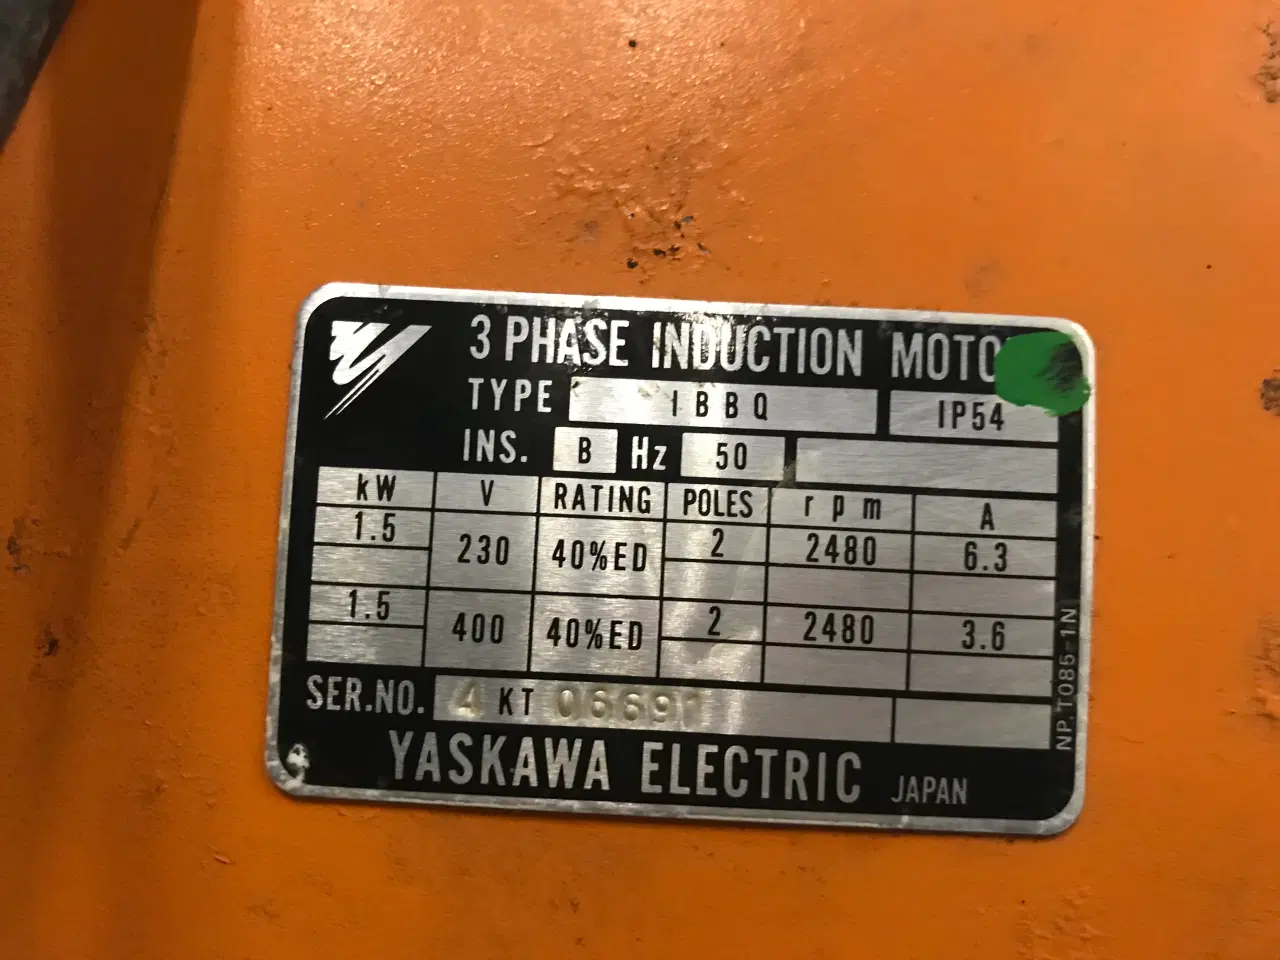 3 PHASE INDUCTION MOTO
TYPE IBBQ IP54
INS. B Hz 50
kW V RATING POLES rpm A
1.5 230 40%ED 2 2480 6.3
1.5 400 40%ED 2 2480 3.6
SER.NO. 4 KT 06691
YASKAWA ELECTRIC JAPAN
NP.T085-1N